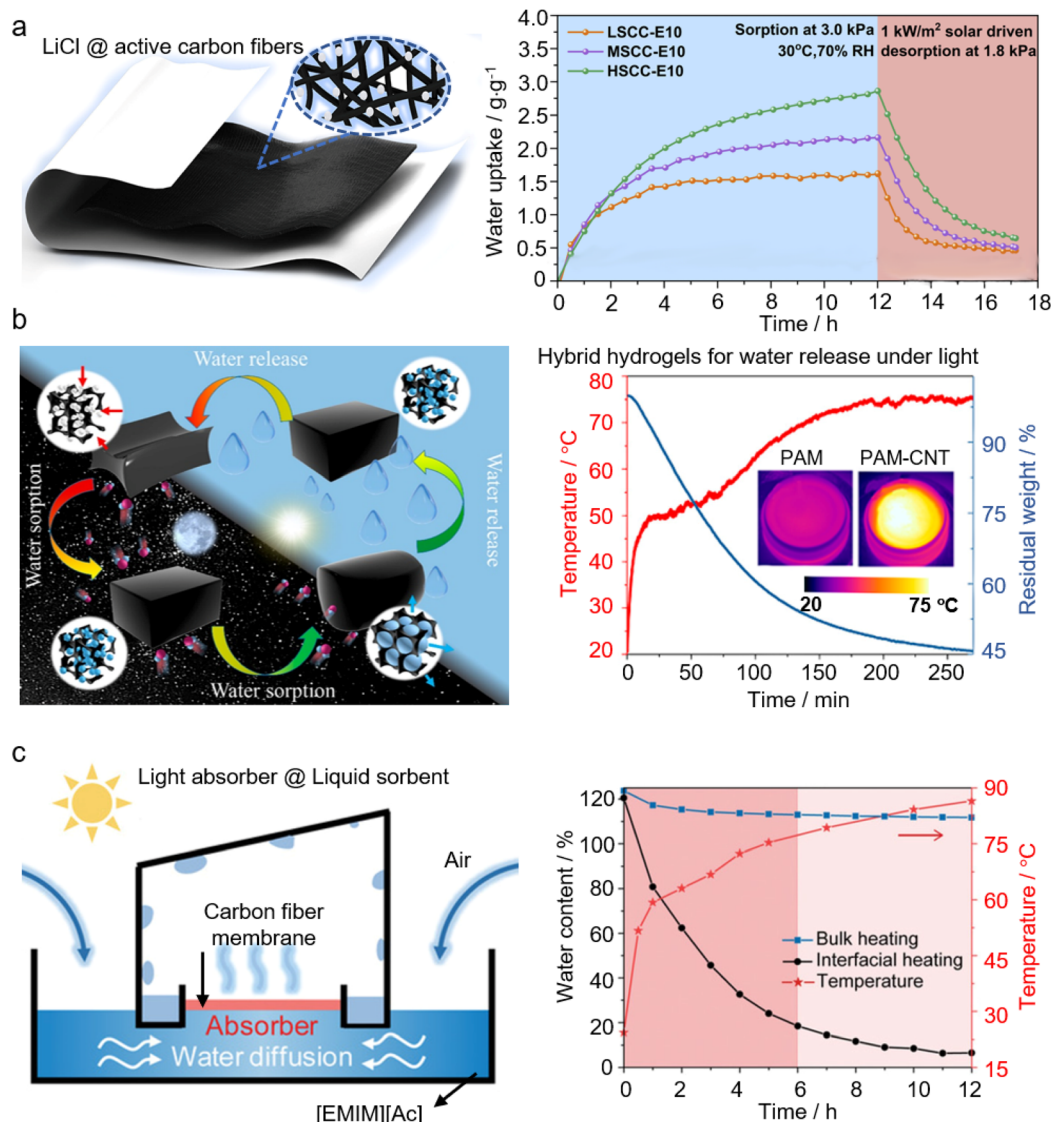 a
LiCl @ active carbon fibers
Water uptake / g·g⁻¹
4.0
3.5
3.0
2.5
2.0
1.5
1.0
0.5
0
LSCC-E10
MSCC-E10
HSCC-E10
Sorption at 3.0 kPa
30°C,70% RH
1 kW/m² solar driven
desorption at 1.8 kPa
0 2 4 6 8 10 12 14 16 18
Time / h
b
Water release
Water sorption
Water release
Water sorption
Hybrid hydrogels for water release under light
Temperature / °C
80
70
60
50
40
30
20
PAM
PAM-CNT
20
75 °C
90
75
60
45
Residual weight / %
0 50 100 150 200 250
Time / min
c
Light absorber @ Liquid sorbent
Air
Carbon fiber
membrane
Absorber
Water diffusion
[EMIM][Ac]
Water content / %
120
100
80
60
40
20
0
Bulk heating
Interfacial heating
Temperature
90
75
60
45
30
15
Temperature / °C
0 2 4 6 8 10 12
Time / h